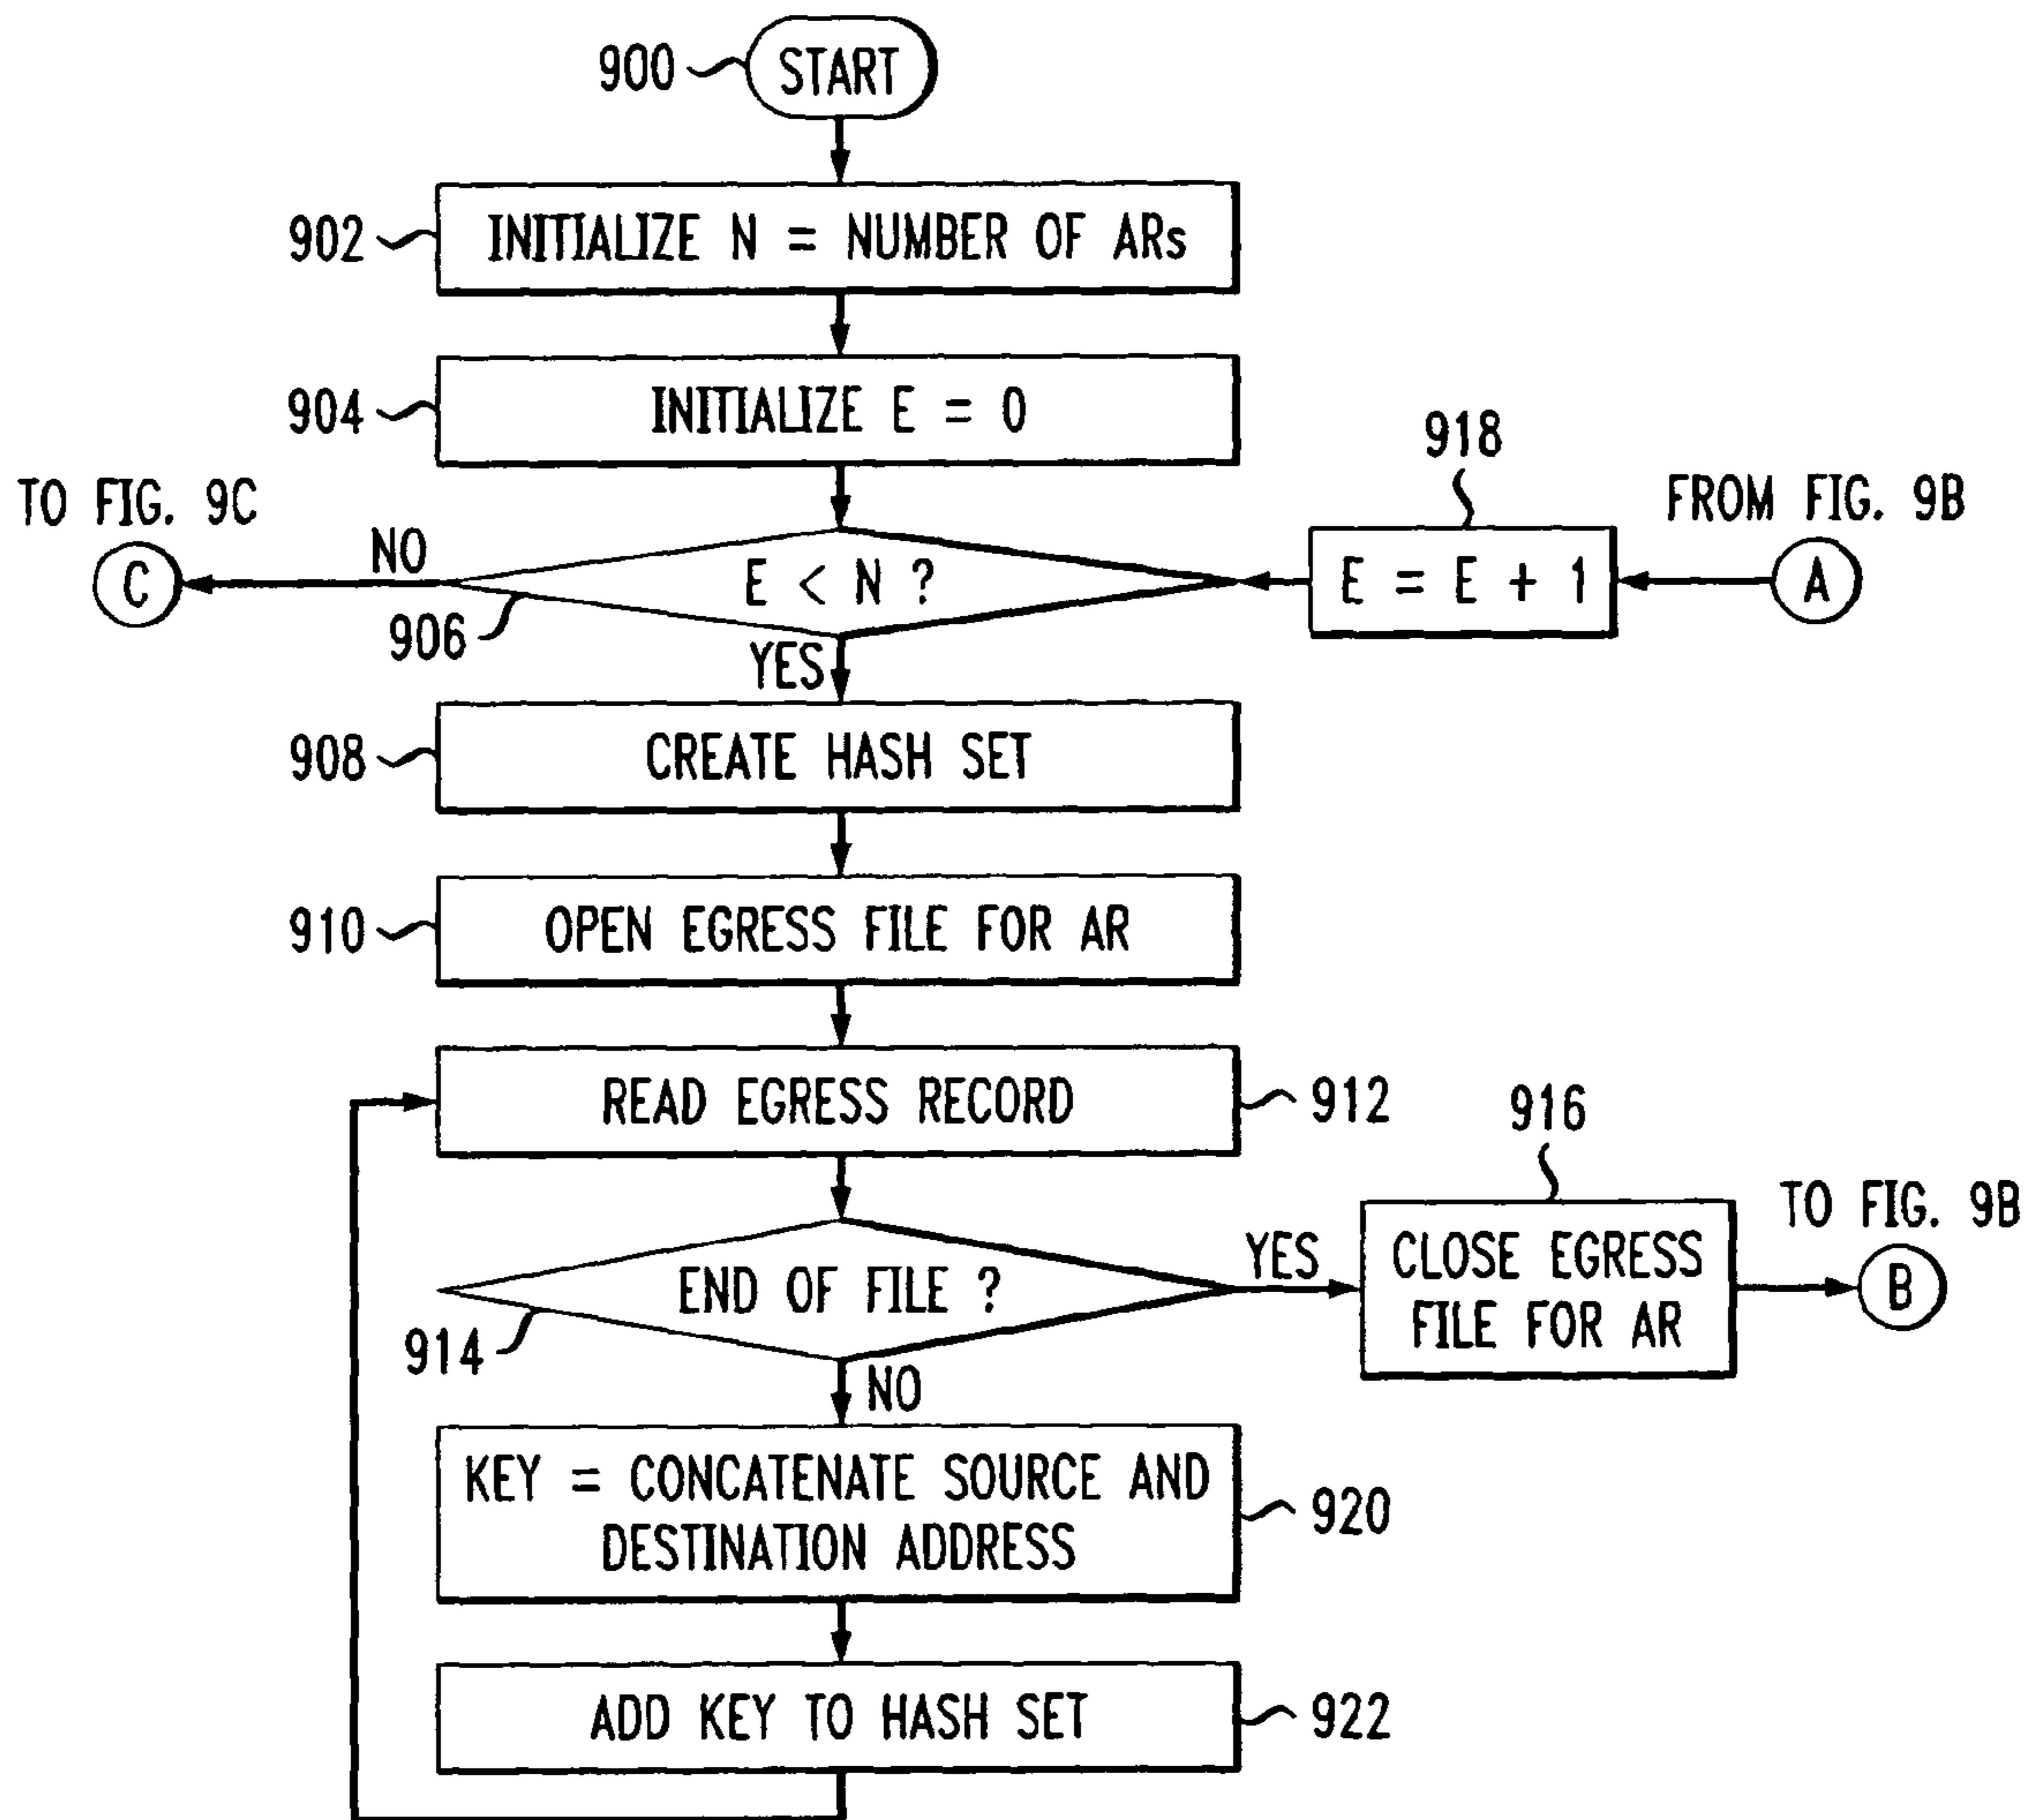 900
START
902
INITIALIZE N = NUMBER OF ARs
904
INITIALIZE E = 0
918
TO FIG. 9C
FROM FIG. 9B
C
NO
E < N ?
E = E + 1
A
906
YES
908
CREATE HASH SET
910
OPEN EGRESS FILE FOR AR
READ EGRESS RECORD
912
916
TO FIG. 9B
END OF FILE ?
YES
CLOSE EGRESS
FILE FOR AR
B
914
NO
KEY = CONCATENATE SOURCE AND
DESTINATION ADDRESS
920
ADD KEY TO HASH SET
922